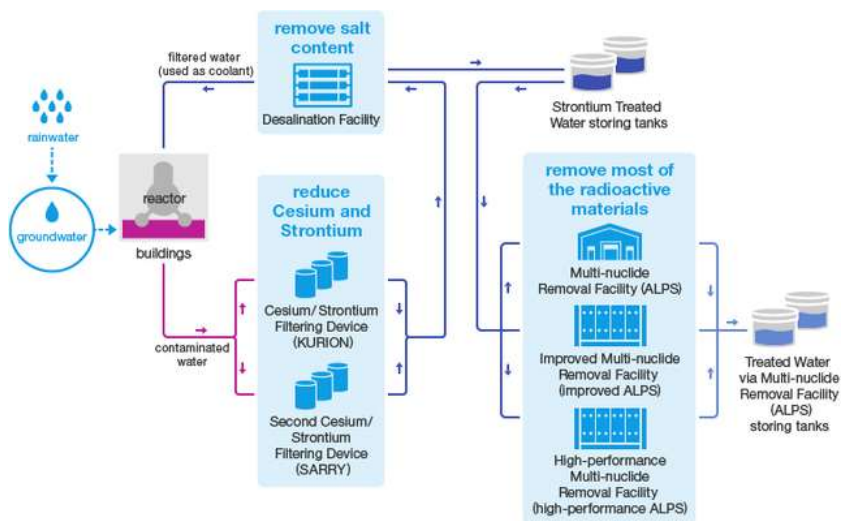 remove salt
content
filtered water
(used as coolant)
Desalination Facility
Strontium Treated
Water storing tanks
rainwater
groundwater
reactor
buildings
reduce
Cesium and
Strontium
Cesium/ Strontium
Filtering Device
(KURION)
contaminated
water
Second Cesium/
Strontium
Filtering Device
(SARRY)
remove most of
the radioactive
materials
Multi-nuclide
Removal Facility (ALPS)
Improved Multi-nuclide
Removal Facility
(improved ALPS)
High-performance
Multi-nuclide
Removal Facility
(high-performance ALPS)
Treated Water
via Multi-nuclide
Removal Facility
(ALPS)
storing tanks